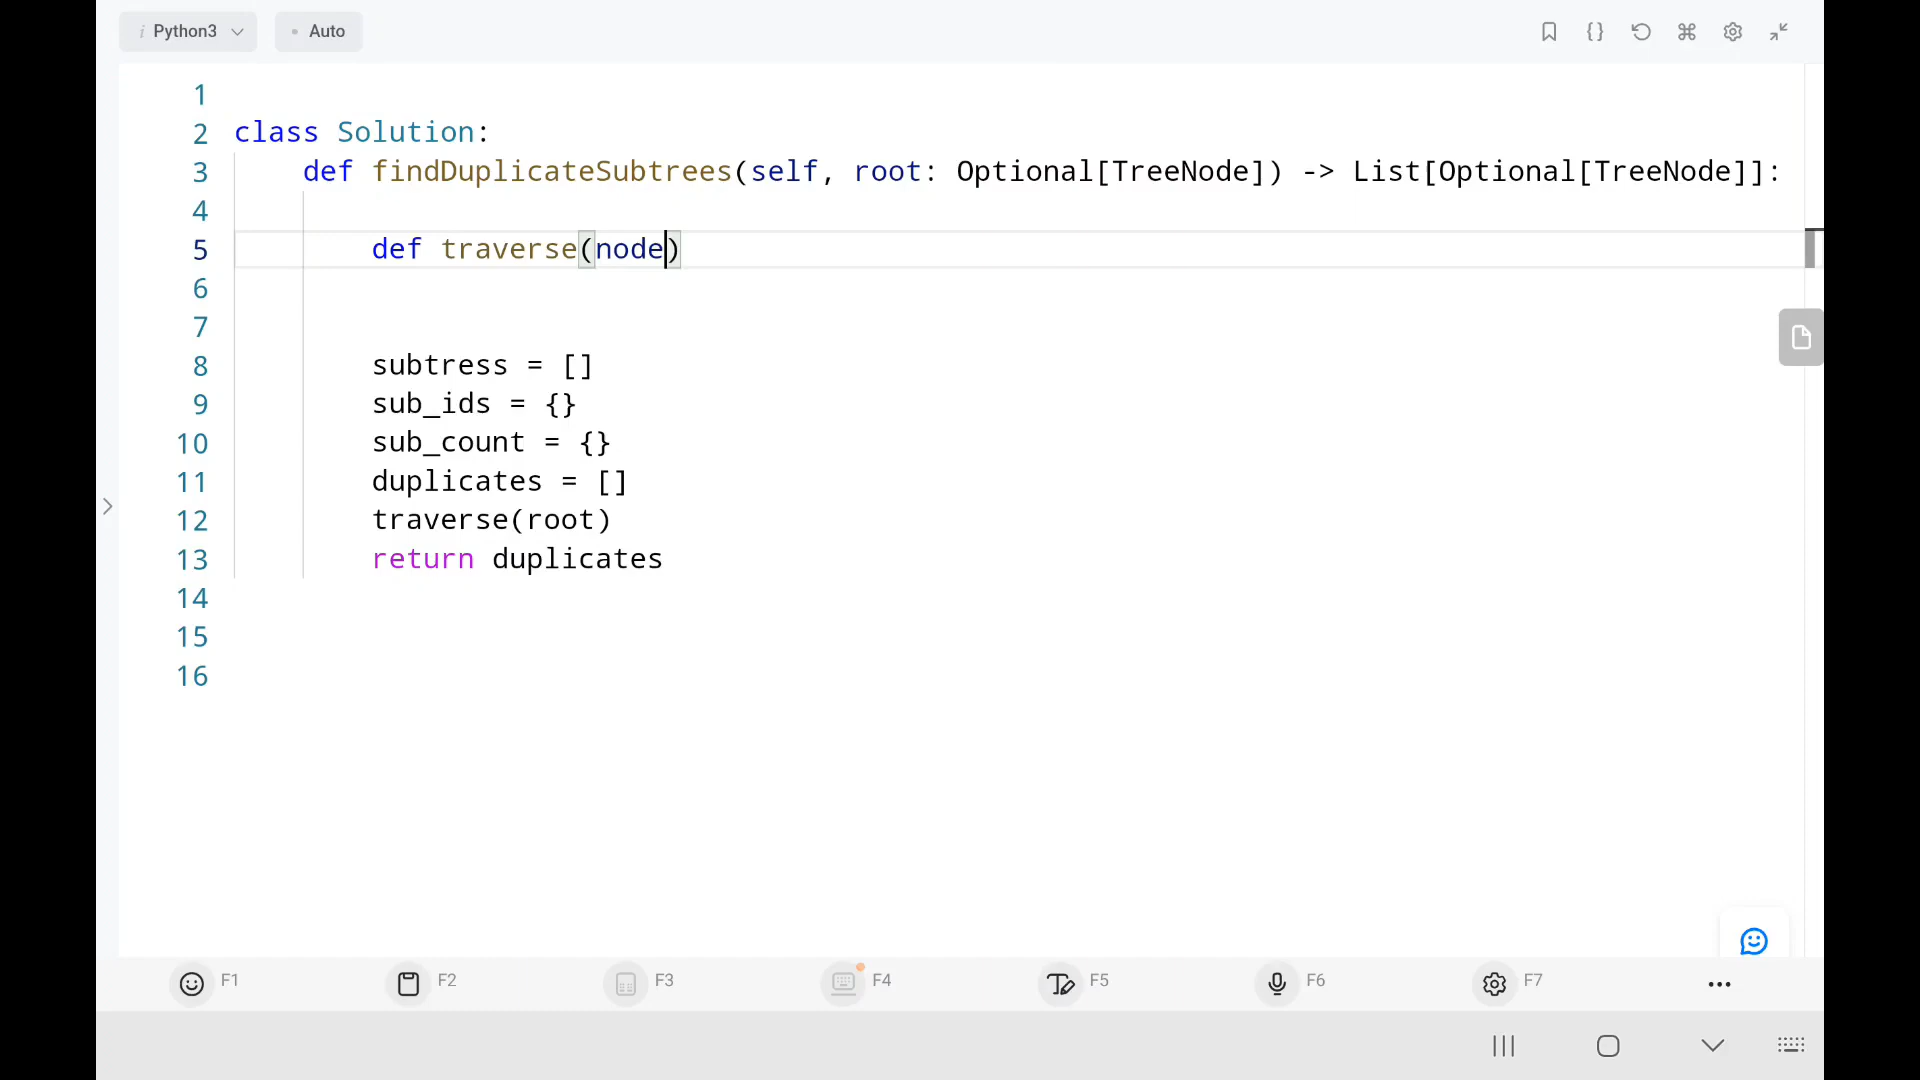 i Python3
Auto
1
2 class Solution:
3 def findDuplicateSubtrees(self, root: Optional[TreeNode]) -> List[Optional[TreeNode]]:
4
5 def traverse(node)
6
7
8 subtress = []
9 sub_ids = {}
10 sub_count = {}
11 duplicates = []
12 traverse(root)
13 return duplicates
14
15
16
F1 F2 F3 F4 F5 F6 F7